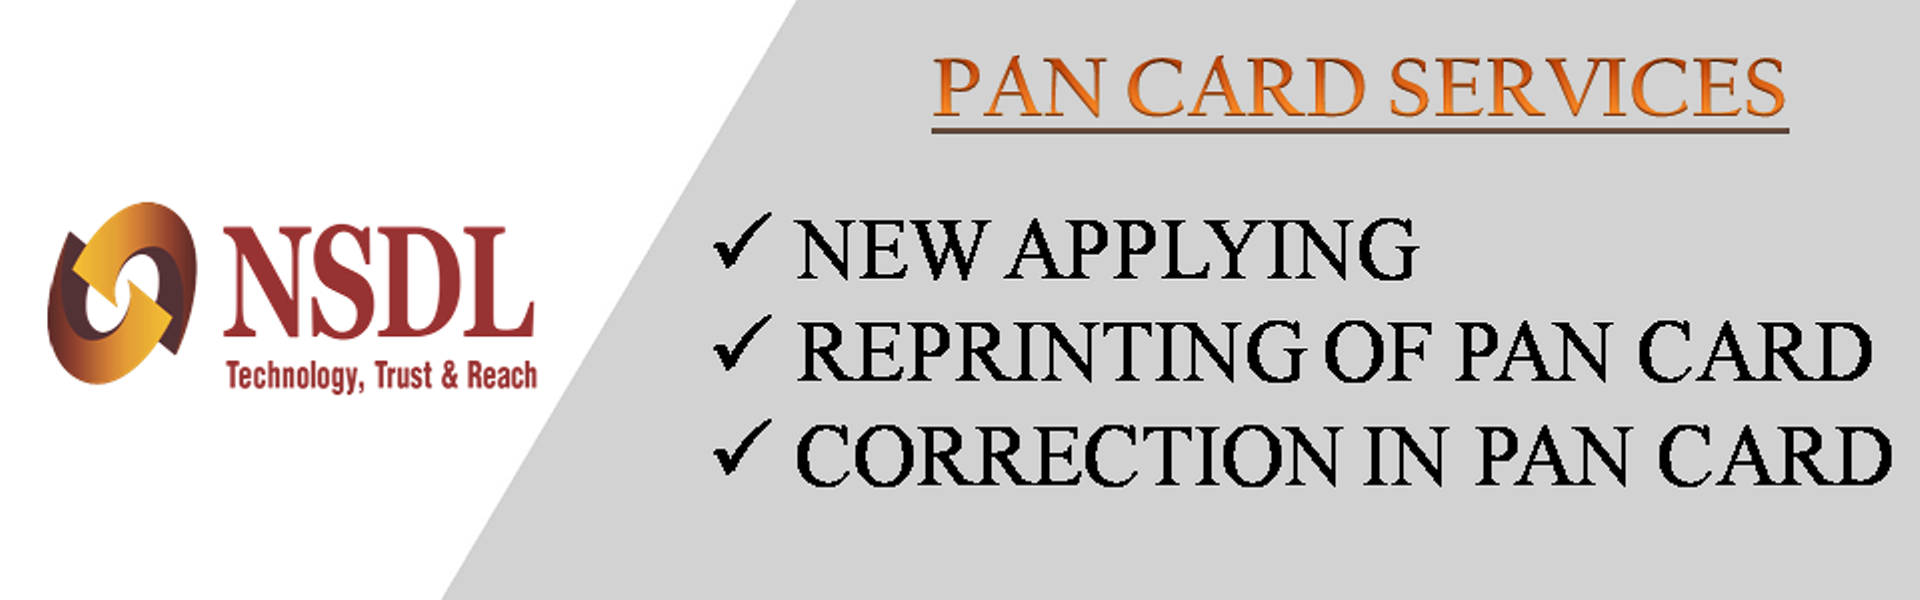 NSDL
Technology, Trust & Reach
PAN CARD SERVICES
✓ NEW APPLYING
✓ REPRINTING OF PAN CARD
✓ CORRECTION IN PAN CARD